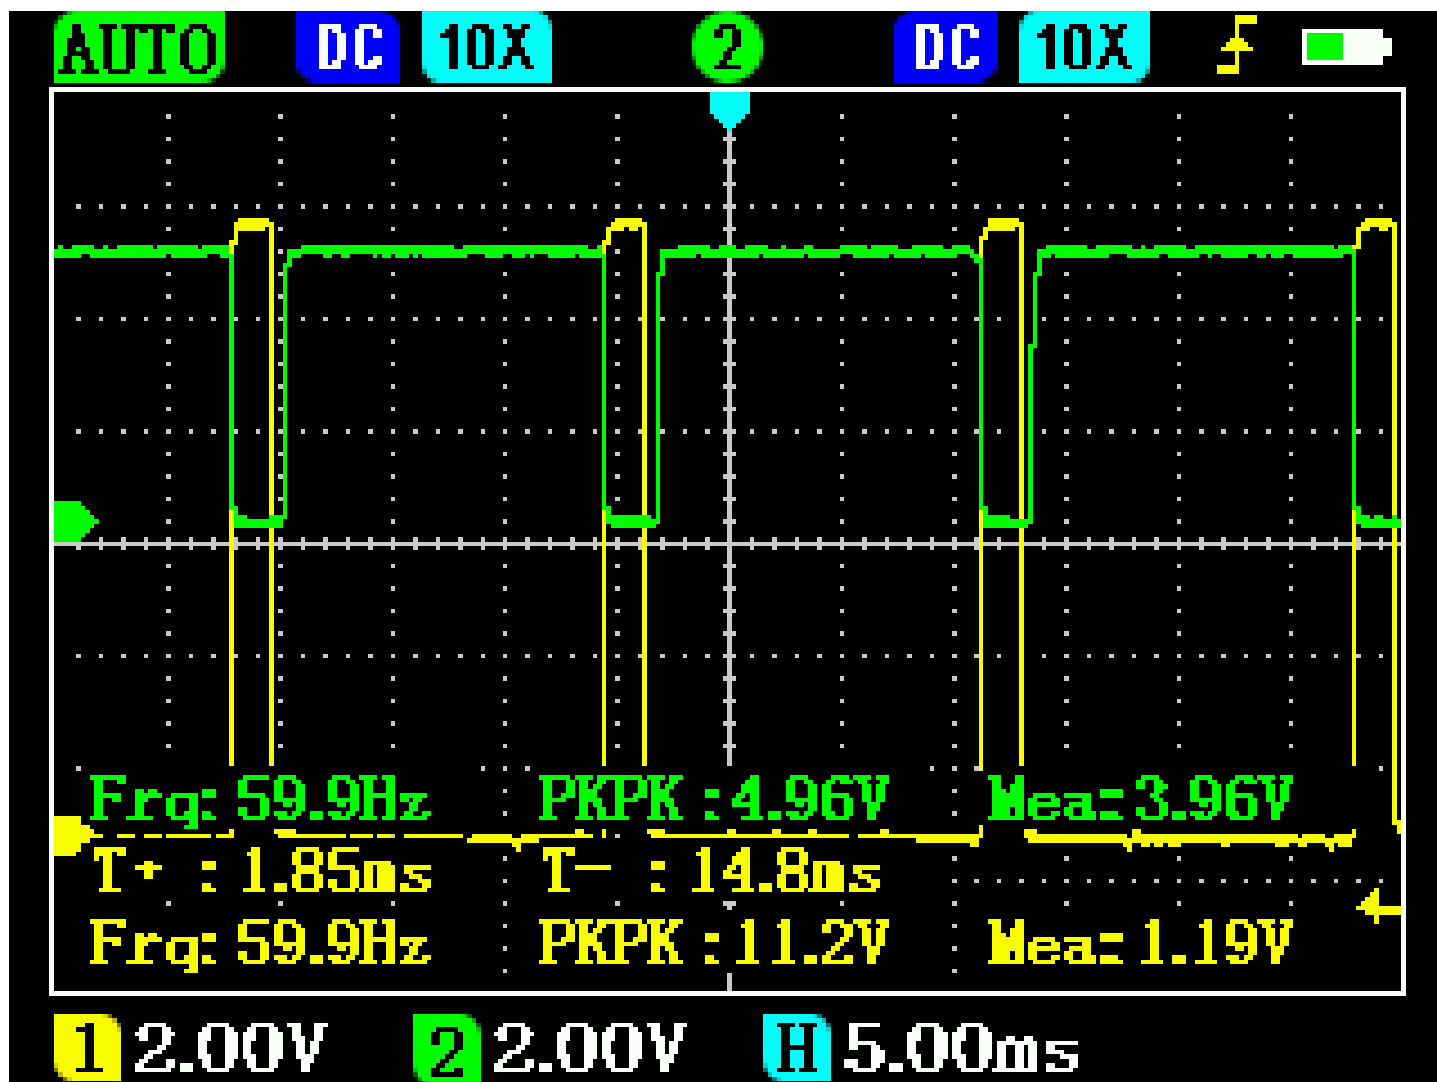 AUTO DC 10X 2 DC 10X
Frq: 59.9Hz PKPK :4.96V Mea: 3.96V
T+ : 1.85ms T- : 14.8ms
Frq: 59.9Hz PKPK :11.2V Mea: 1.19V
1 2.00V 2 2.00V H 5.00ms